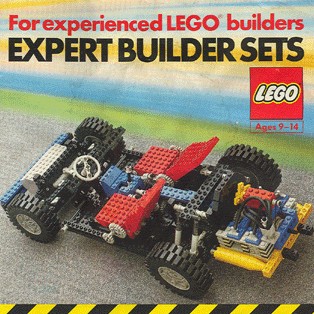 For experienced LEGO® builders
EXPERT BUILDER SETS
LEGO
Ages 9-14